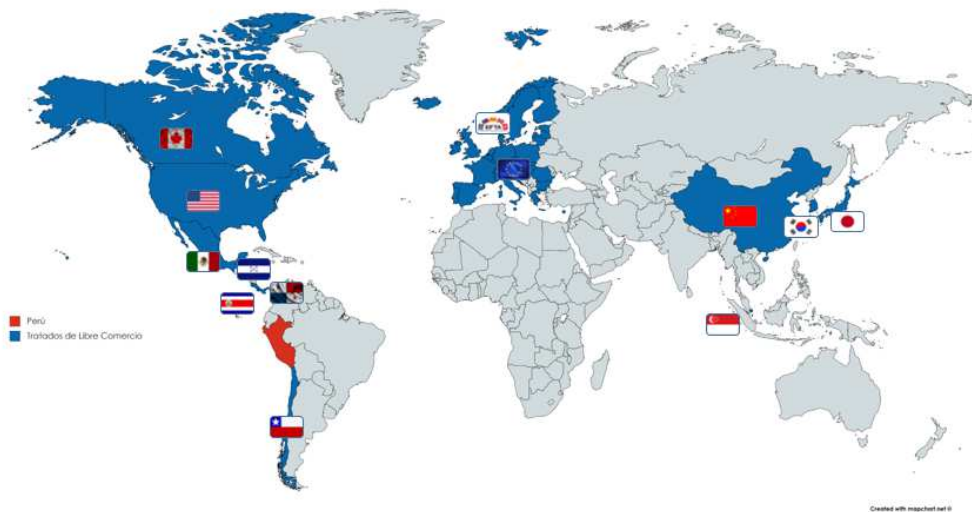 EFTA
Perú
Tratados de Libre Comercio
Created with mapchart.net ©